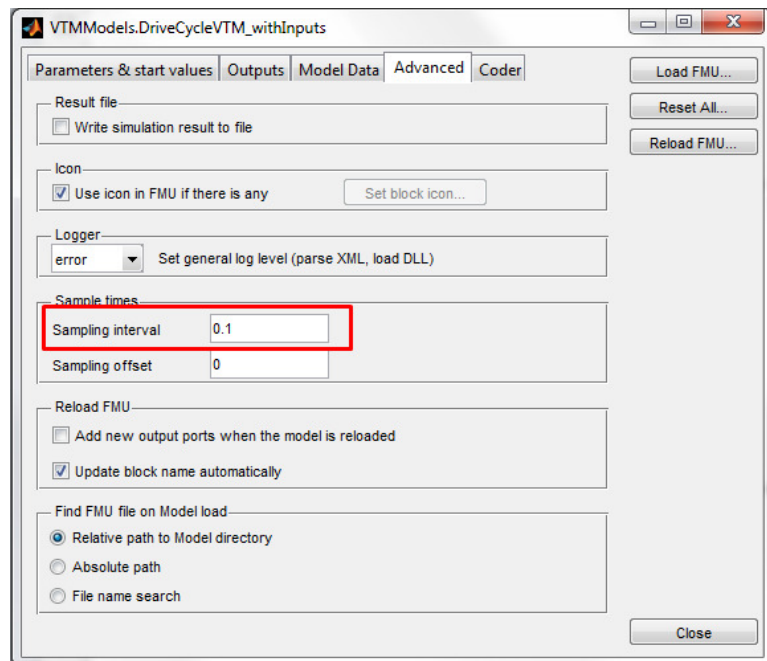 VTMModels.DriveCycleVTM_withInputs
Parameters & start values Outputs Model Data Advanced Coder
Load FMU...
Reset All...
Reload FMU...
Result file
Write simulation result to file
Icon
Use icon in FMU if there is any Set block icon...
Logger
error Set general log level (parse XML, load DLL)
Sample times
Sampling interval 0.1
Sampling offset 0
Reload FMU
Add new output ports when the model is reloaded
Update block name automatically
Find FMU file on Model load
Relative path to Model directory
Absolute path
File name search
Close